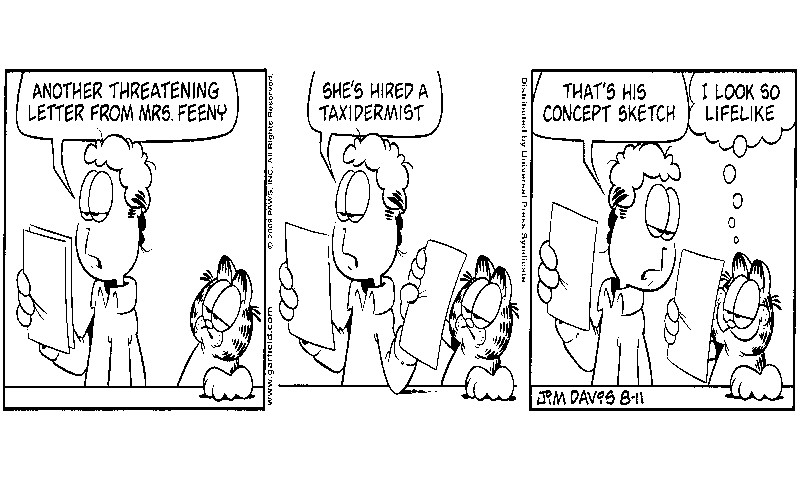 ANOTHER THREATENING
LETTER FROM MRS. FEENY
© 2008 PAWS, INC. All Rights Reserved.
www.garfield.com
SHE'S HIRED A
TAXIDERMIST
Distributed by Universal Press Syndicate
THAT'S HIS
CONCEPT SKETCH
I LOOK SO
LIFELIKE
JIM DAVIS 8-11